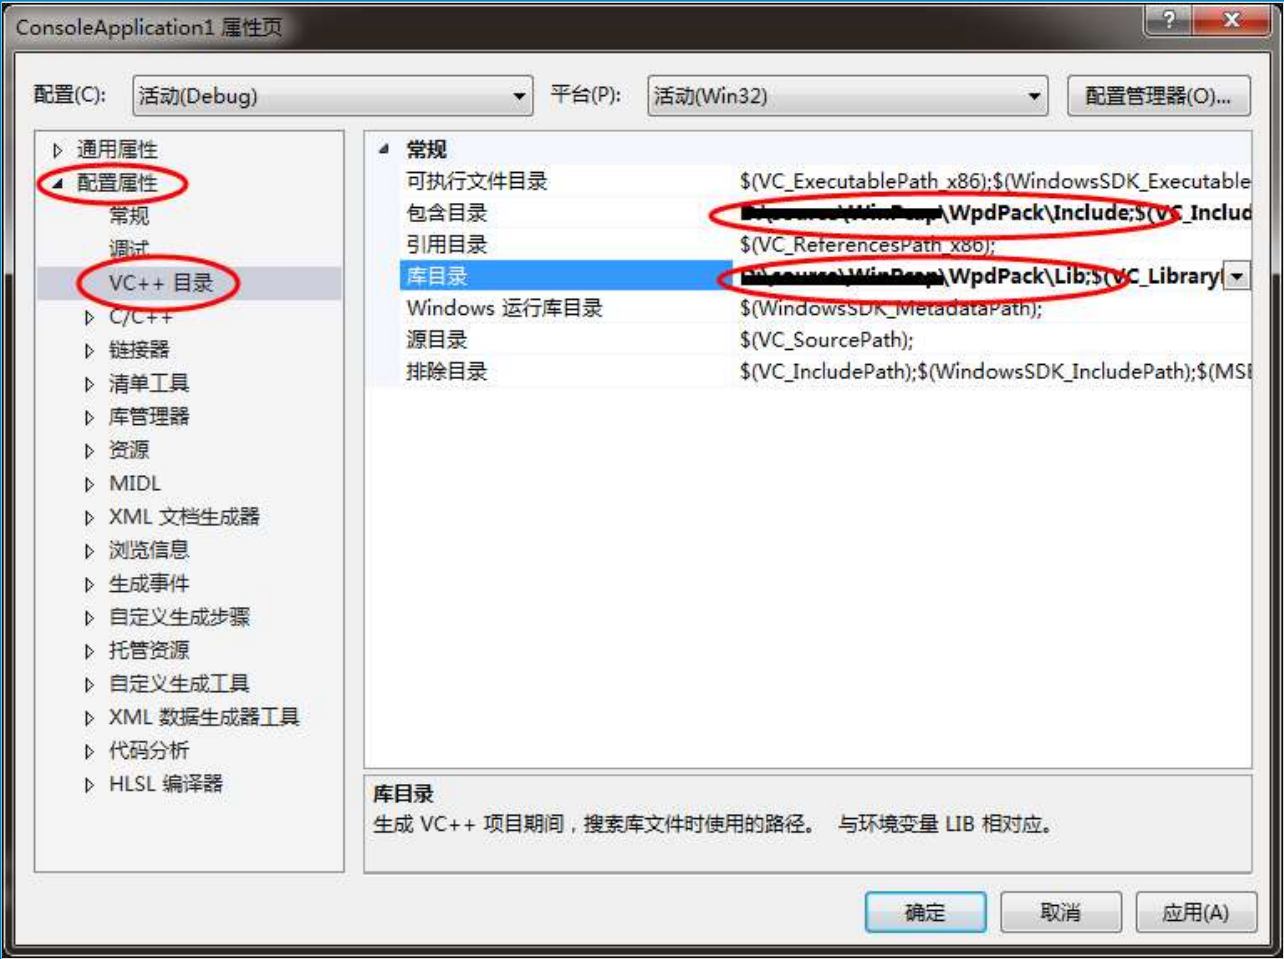 ConsoleApplication1 属性页
配置(C): 活动(Debug) 平台(P): 活动(Win32) 配置管理器(O)...
通用属性
配置属性
常规
调试
VC++ 目录
C/C++
链接器
清单工具
库管理器
资源
MIDL
XML 文档生成器
浏览信息
生成事件
自定义生成步骤
托管资源
自定义生成工具
XML 数据生成器工具
代码分析
HLSL 编译器
常规
可执行文件目录 $(VC_ExecutablePath_x86);$(WindowsSDK_Executable
包含目录 \WpdPack\Include;$(VC_Includ
引用目录 $(VC_ReferencesPath_x86);
库目录 \WpdPack\Lib;$(VC_Library
Windows 运行库目录 $(WindowsSDK_MetadataPath);
源目录 $(VC_SourcePath);
排除目录 $(VC_IncludePath);$(WindowsSDK_IncludePath);$(MSE
库目录
生成 VC++ 项目期间，搜索库文件时使用的路径。 与环境变量 LIB 相对应。
确定 取消 应用(A)